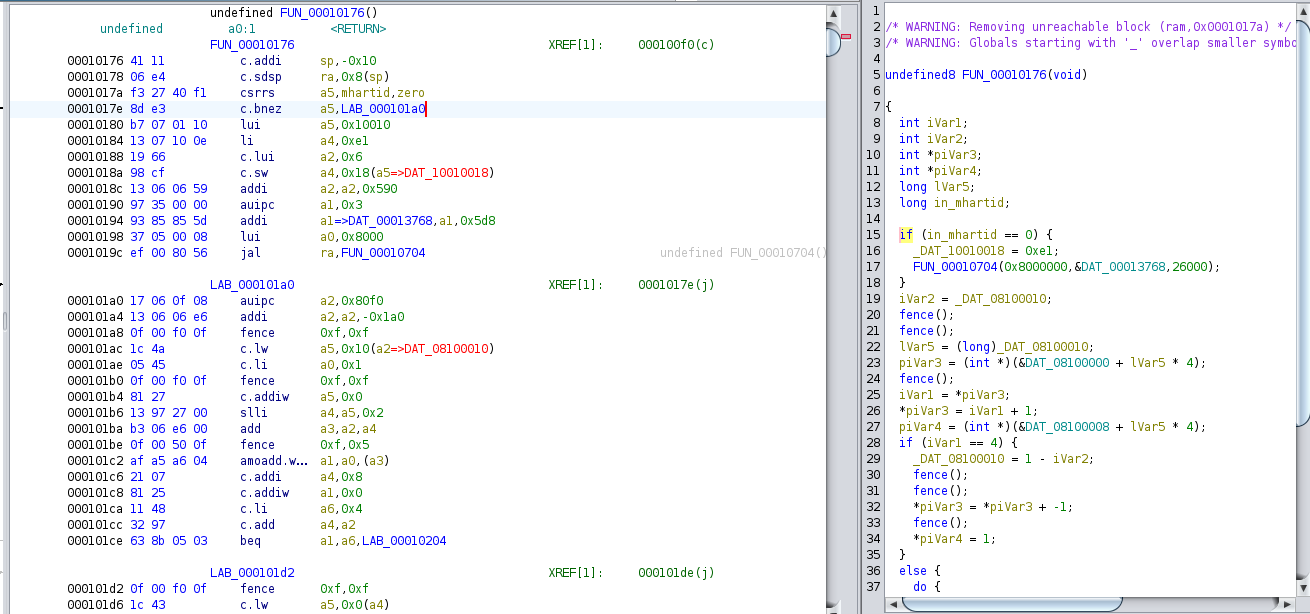 undefined FUN_00010176()
undefined a0:1 <RETURN>
FUN_00010176 XREF[1]: 000100f0(c)
00010176 41 11 c.addi sp,-0x10
00010178 06 e4 c.sdsp ra,0x8(sp)
0001017a f3 27 40 f1 csrrs a5,mhartid,zero
0001017e 8d e3 c.bnez a5,LAB_000101a0
00010180 b7 07 01 10 lui a5,0x10010
00010184 13 07 10 0e li a4,0xe1
00010188 19 66 c.lui a2,0x6
0001018a 98 cf c.sw a4,0x18(a5=>DAT_10010018)
0001018c 13 06 06 59 addi a2,a2,0x590
00010190 97 35 00 00 auipc a1,0x3
00010194 93 85 85 5d addi a1=>DAT_00013768,a1,0x5d8
00010198 37 05 00 08 lui a0,0x8000
0001019c ef 00 80 56 jal ra,FUN_00010704 undefined FUN_00010704()
LAB_000101a0 XREF[1]: 0001017e(j)
000101a0 17 06 0f 08 auipc a2,0x80f0
000101a4 13 06 06 e6 addi a2,a2,-0x1a0
000101a8 0f 00 f0 0f fence 0xf,0xf
000101ac 1c 4a c.lw a5,0x10(a2=>DAT_08100010)
000101ae 05 45 c.li a0,0x1
000101b0 0f 00 f0 0f fence 0xf,0xf
000101b4 81 27 c.addiw a5,0x0
000101b6 13 97 27 00 slli a4,a5,0x2
000101ba b3 06 e6 00 add a3,a2,a4
000101be 0f 00 50 0f fence 0xf,0x5
000101c2 af a5 a6 04 amoadd.w... a1,a0,(a3)
000101c6 21 07 c.addi a4,0x8
000101c8 81 25 c.addiw a1,0x0
000101ca 11 48 c.li a6,0x4
000101cc 32 97 c.add a4,a2
000101ce 63 8b 05 03 beq a1,a6,LAB_00010204
LAB_000101d2 XREF[1]: 000101de(j)
000101d2 0f 00 f0 0f fence 0xf,0xf
000101d6 1c 43 c.lw a5,0x0(a4)
1
2 /* WARNING: Removing unreachable block (ram,0x0001017a) */
3 /* WARNING: Globals starting with '_' overlap smaller symbo
4
5 undefined8 FUN_00010176(void)
6
7 {
8 int iVar1;
9 int iVar2;
10 int *piVar3;
11 int *piVar4;
12 long lVar5;
13 long in_mhartid;
14
15 if (in_mhartid == 0) {
16 _DAT_10010018 = 0xe1;
17 FUN_00010704(0x8000000,&DAT_00013768,26000);
18 }
19 iVar2 = _DAT_08100010;
20 fence();
21 fence();
22 lVar5 = (long)_DAT_08100010;
23 piVar3 = (int *)(&DAT_08100000 + lVar5 * 4);
24 fence();
25 iVar1 = *piVar3;
26 *piVar3 = iVar1 + 1;
27 piVar4 = (int *)(&DAT_08100008 + lVar5 * 4);
28 if (iVar1 == 4) {
29 _DAT_08100010 = 1 - iVar2;
30 fence();
31 fence();
32 *piVar3 = *piVar3 + -1;
33 fence();
34 *piVar4 = 1;
35 }
36 else {
37 do {